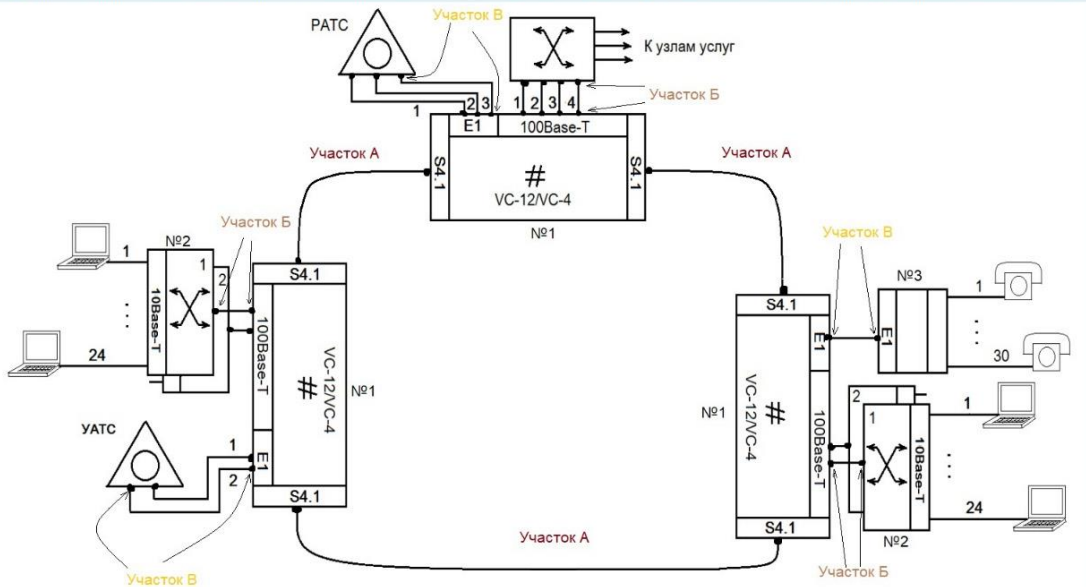 РАТС
Участок В
К узлам услуг
1
2
3
1
2
3
4
Участок Б
E1
100Base-T
Участок А
S4.1
#
VC-12/VC-4
S4.1
Участок А
№1
Участок Б
№2
1
1
2
10Base-T
. . .
24
S4.1
100Base-T
#
VC-12/VC-4
№1
УАТС
1
2
E1
S4.1
Участок В
Участок А
Участок В
№3
1
E1
. . .
30
S4.1
E1
№1
#
VC-12/VC-4
100Base-T
2
1
1
10Base-T
. . .
24
S4.1
№2
Участок Б